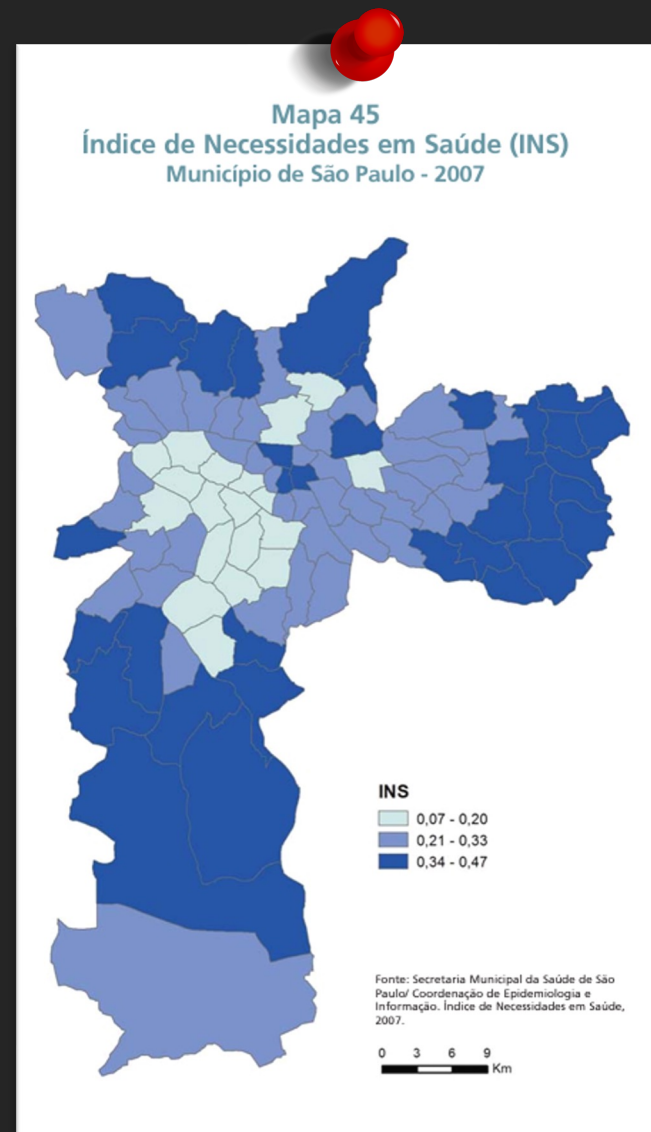 Mapa 45
Índice de Necessidades em Saúde (INS)
Município de São Paulo - 2007
INS
0,07 - 0,20
0,21 - 0,33
0,34 - 0,47
Fonte: Secretaria Municipal da Saúde de São
Paulo/ Coordenação de Epidemiologia e
Informação. Índice de Necessidades em Saúde,
2007.
0 3 6 9
Km